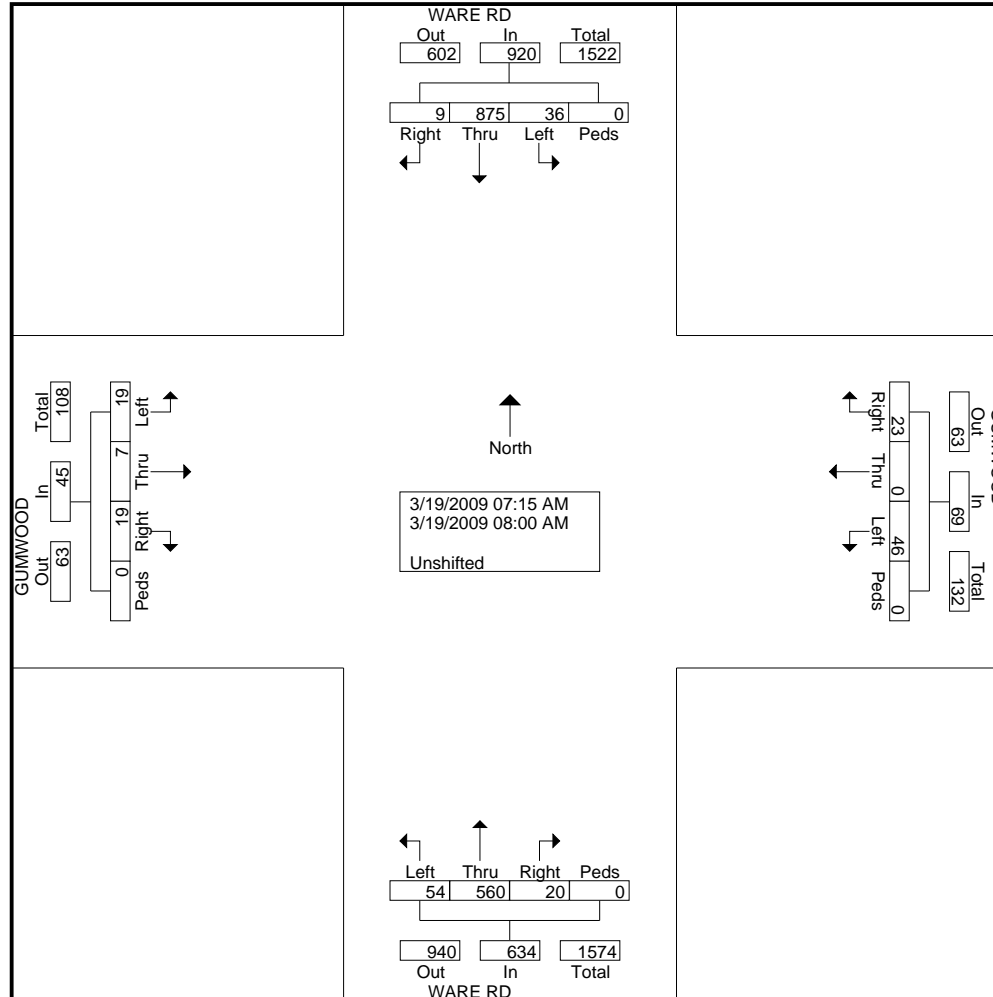 WARE RD
Out In Total
602 920 1522
9 875 36 0
Right Thru Left Peds
North
3/19/2009 07:15 AM
3/19/2009 08:00 AM
Unshifted
Left Thru Right Peds
19 7 19 0
Total In Out
108 45 63
GUMWOOD
Right Thru Left Peds
23 0 46 0
Out In Total
63 69 132
Left Thru Right Peds
54 560 20 0
940 634 1574
Out In Total
WARE RD